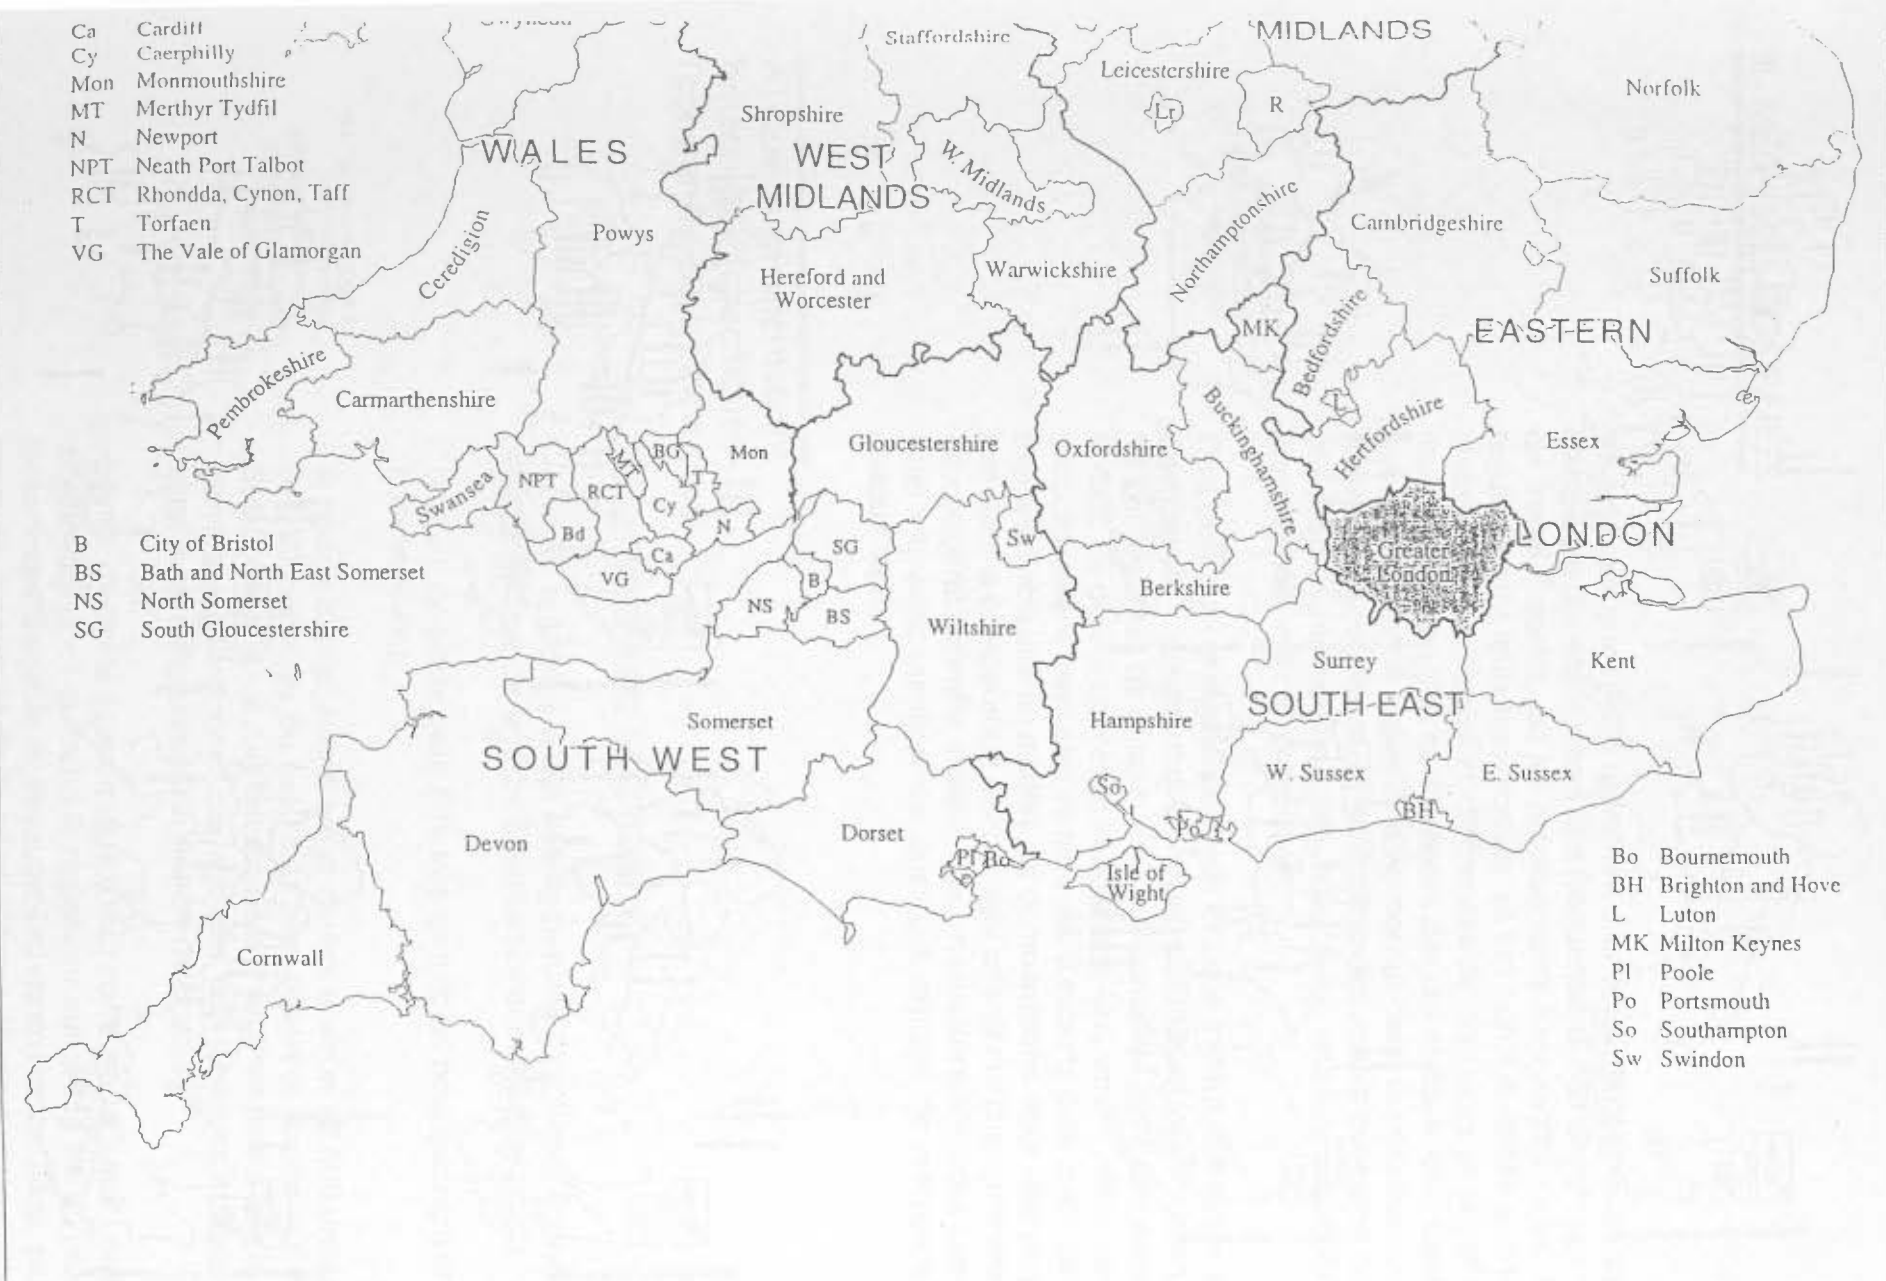 Ca Cardiff
Cy Caerphilly
Mon Monmouthshire
MT Merthyr Tydfil
N Newport
NPT Neath Port Talbot
RCT Rhondda, Cynon, Taff
T Torfaen
VG The Vale of Glamorgan
Staffordshire
MIDLANDS
Leicestershire
Lr
R
Norfolk
Shropshire
WALES
WEST
MIDLANDS
W. Midlands
Northamptonshire
Cambridgeshire
Suffolk
Ceredigion
Powys
Hereford and
Worcester
Warwickshire
MK
Bedfordshire
EASTERN
Pembrokeshire
Carmarthenshire
Buckinghamshire
L
Hertfordshire
Essex
Gloucestershire
Oxfordshire
Mon
BG
MT
T
Swansea
NPT
RCT
Cy
N
Bd
Ca
VG
B City of Bristol
BS Bath and North East Somerset
NS North Somerset
SG South Gloucestershire
SG
Sw
B
NS
BS
Wiltshire
Berkshire
Greater
London
LONDON
Surrey
Kent
SOUTH EAST
Somerset
SOUTH WEST
Hampshire
W. Sussex
E. Sussex
So
Po
BH
Devon
Dorset
Pl
Bo
Isle of
Wight
Cornwall
Bo Bournemouth
BH Brighton and Hove
L Luton
MK Milton Keynes
Pl Poole
Po Portsmouth
So Southampton
Sw Swindon